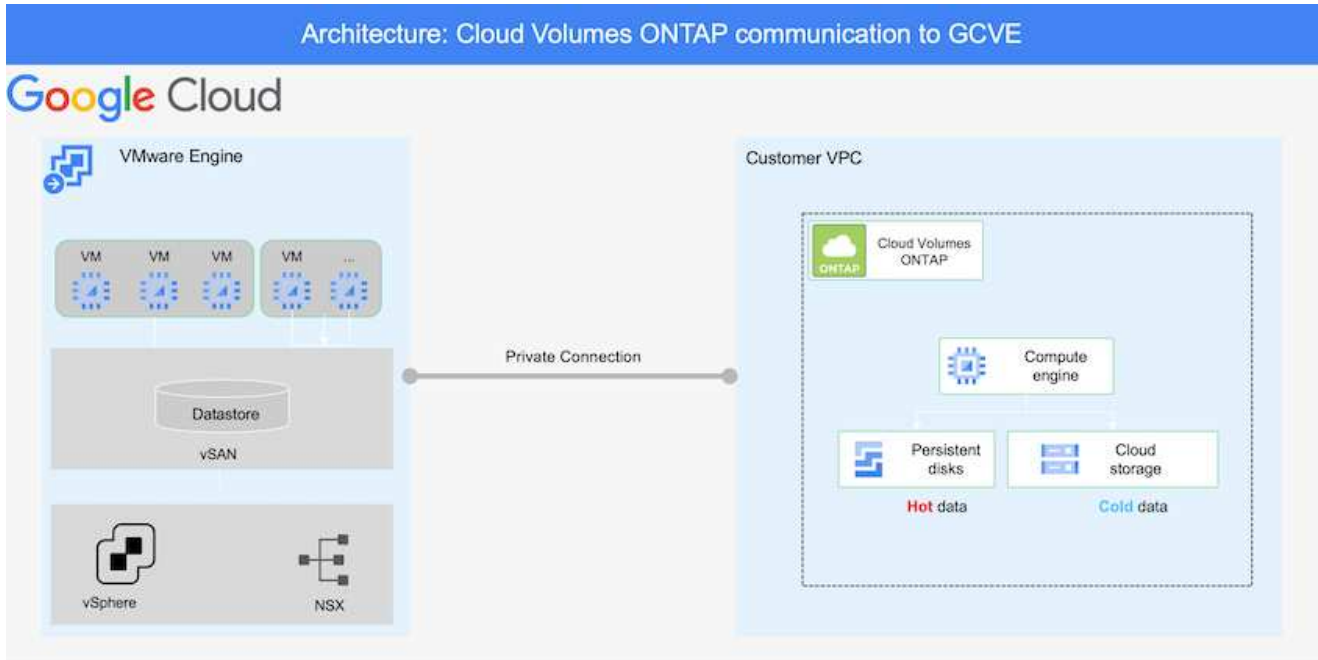 Architecture: Cloud Volumes ONTAP communication to GCVE
Google Cloud
VMware Engine
VM
VM
VM
VM
...
Datastore
vSAN
vSphere
NSX
Private Connection
Customer VPC
ONTAP
Cloud Volumes
ONTAP
Compute
engine
Persistent
disks
Cloud
storage
Hot data
Cold data